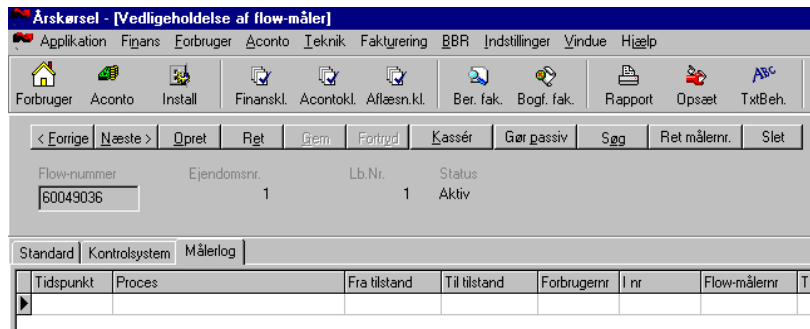 Årskørsel - [Vedligeholdelse af flow-måler]
Applikation Finans Forbruger Aconto Teknik Fakturering BBR Indstillinger Vindue Hjælp
ABC
Forbruger Aconto Install Finanskl. Acontokl. Aflæsn.kl. Ber. fak. Bogf. fak. Rapport Opsæt TxtBeh.
< Forrige Næste > Opret Ret Gem Fortryd Kassér Gør passiv Søg Ret målernr. Slet
Flow-nummer Ejendomsnr. Lb.Nr. Status
60049036 1 1 Aktiv
Standard Kontrolsystem Målerlog
Tidspunkt Proces Fra tilstand Til tilstand Forbrugernr I nr Flow-målernr T